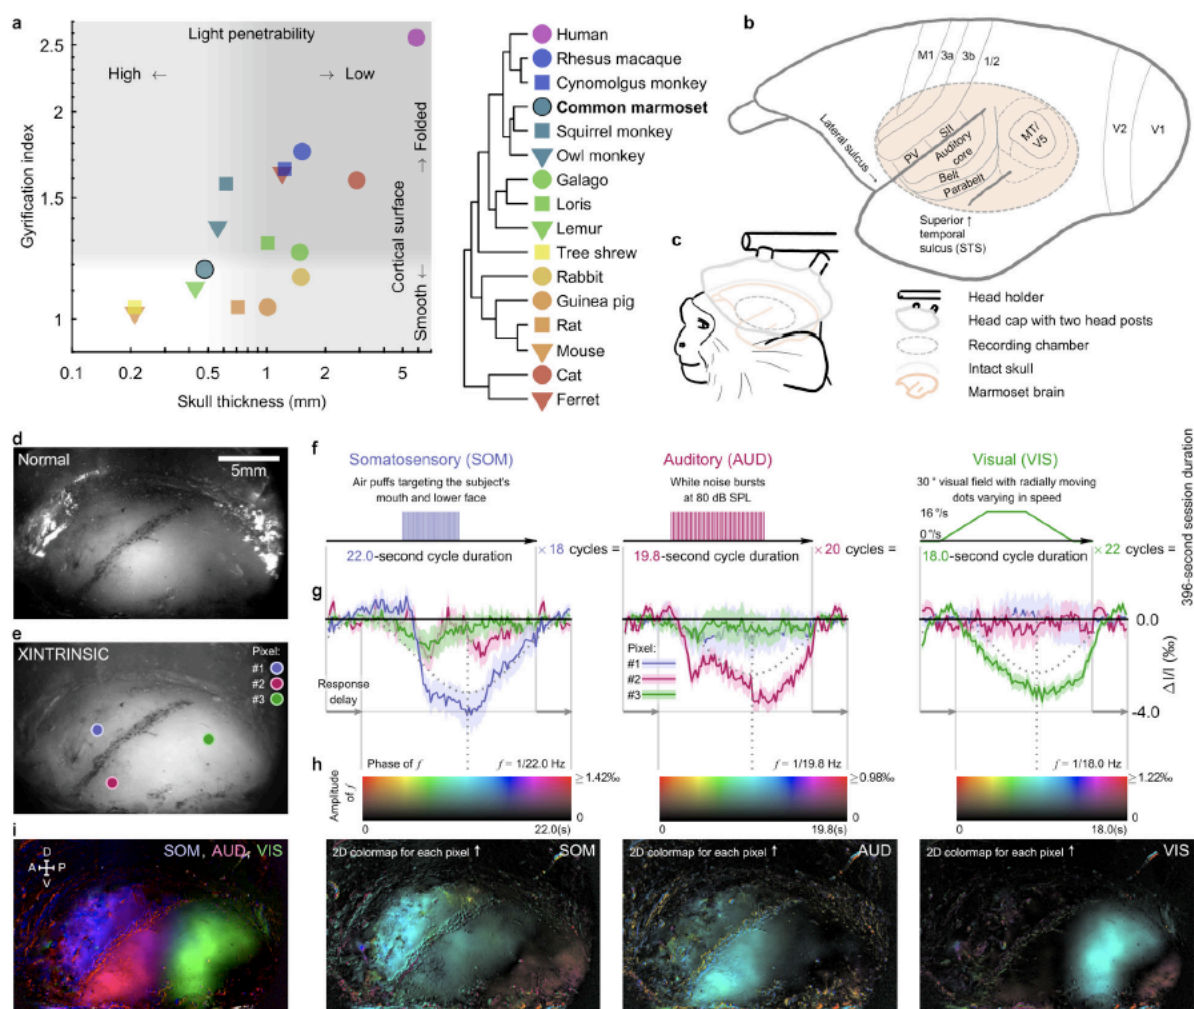 a
Light penetrability
High ←
→ Low
Gyrification index
2.5
2
1.5
1
Smooth ←
Cortical surface
→ Folded
0.1
0.2
0.5
1
2
5
Skull thickness (mm)
Human
Rhesus macaque
Cynomolgus monkey
Common marmoset
Squirrel monkey
Owl monkey
Galago
Loris
Lemur
Tree shrew
Rabbit
Guinea pig
Rat
Mouse
Cat
Ferret
b
M1
3a
3b
1/2
Lateral sulcus →
PV
SII
Auditory
core
Belt
Parabelt
MT/
V5
V2
V1
Superior ↑
temporal
sulcus (STS)
c
Head holder
Head cap with two head posts
Recording chamber
Intact skull
Marmoset brain
d
Normal
5mm
e
XINTRINSIC
Pixel:
#1
#2
#3
f
Somatosensory (SOM)
Air puffs targeting the subject's
mouth and lower face
22.0-second cycle duration
×18 cycles =
Auditory (AUD)
White noise bursts
at 80 dB SPL
19.8-second cycle duration
×20 cycles =
Visual (VIS)
30 ° visual field with radially moving
dots varying in speed
16 °/s
0 °/s
18.0-second cycle duration
×22 cycles =
396-second session duration
g
Response
delay
Pixel:
#1
#2
#3
0.0
-4.0
ΔI/I (‰)
h
Amplitude
of f
Phase of f
f = 1/22.0 Hz
≥1.42‰
0
0
22.0(s)
f = 1/19.8 Hz
≥0.98‰
0
0
19.8(s)
f = 1/18.0 Hz
≥1.22‰
0
0
18.0(s)
i
D
A
P
V
SOM, AUD, VIS
2D colormap for each pixel ↑
SOM
2D colormap for each pixel ↑
AUD
2D colormap for each pixel ↑
VIS